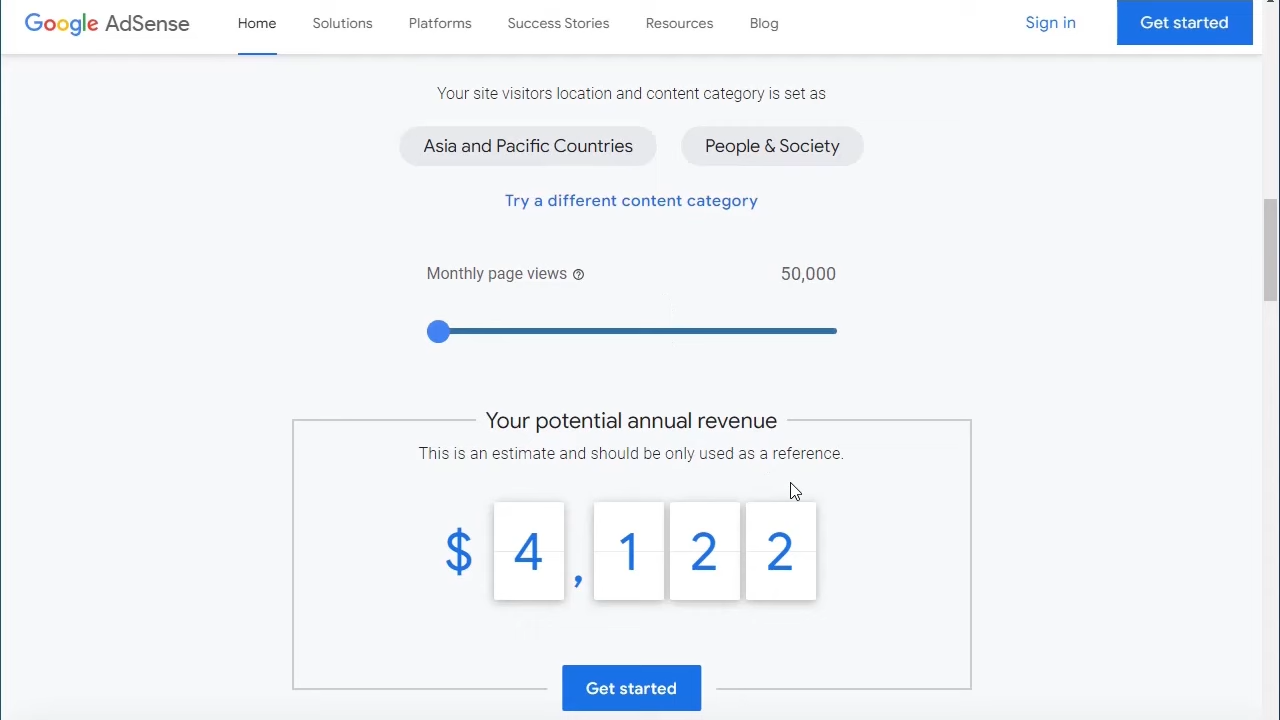 Google AdSense Home Solutions Platforms Success Stories Resources Blog Sign in Get started
Your site visitors location and content category is set as
Asia and Pacific Countries People & Society
Try a different content category
Monthly page views 50,000
Your potential annual revenue
This is an estimate and should be only used as a reference.
$ 4,122
Get started